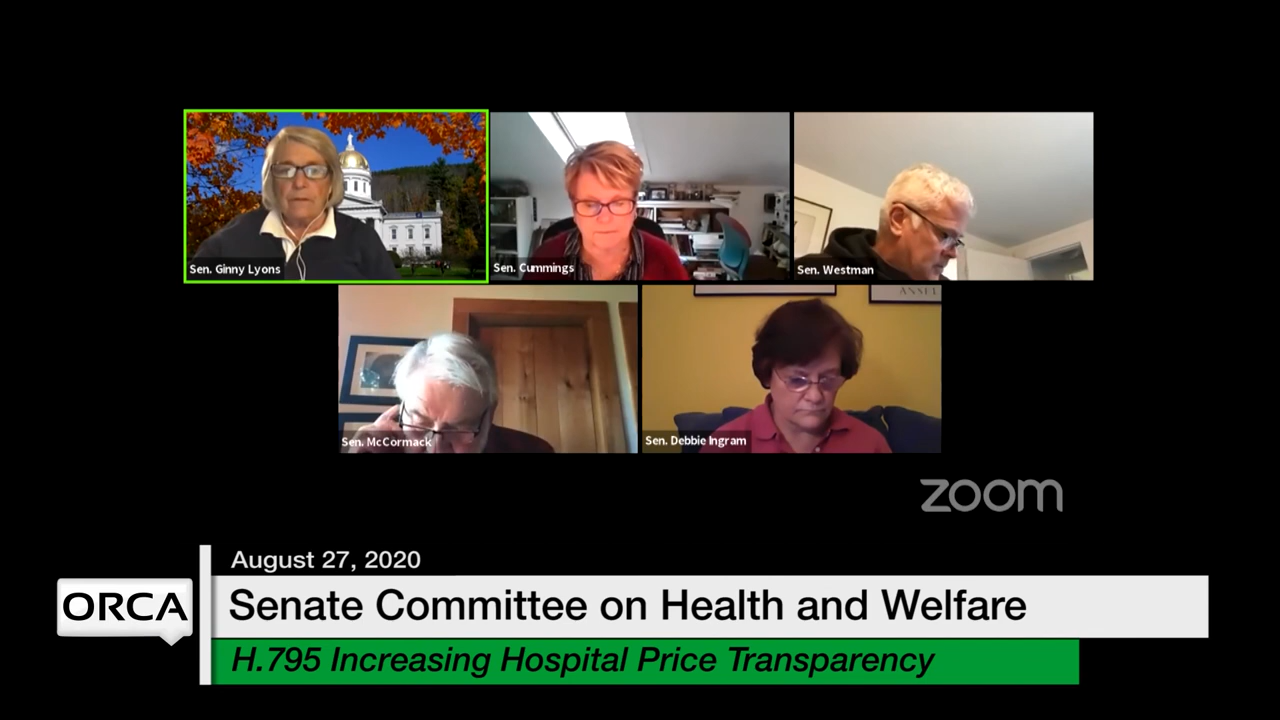 Sen. Ginny Lyons
Sen. Cummings
Sen. Westman
ANSEL
Sen. McCormack
Sen. Debbie Ingram
zoom
August 27, 2020
ORCA
Senate Committee on Health and Welfare
H.795 Increasing Hospital Price Transparency